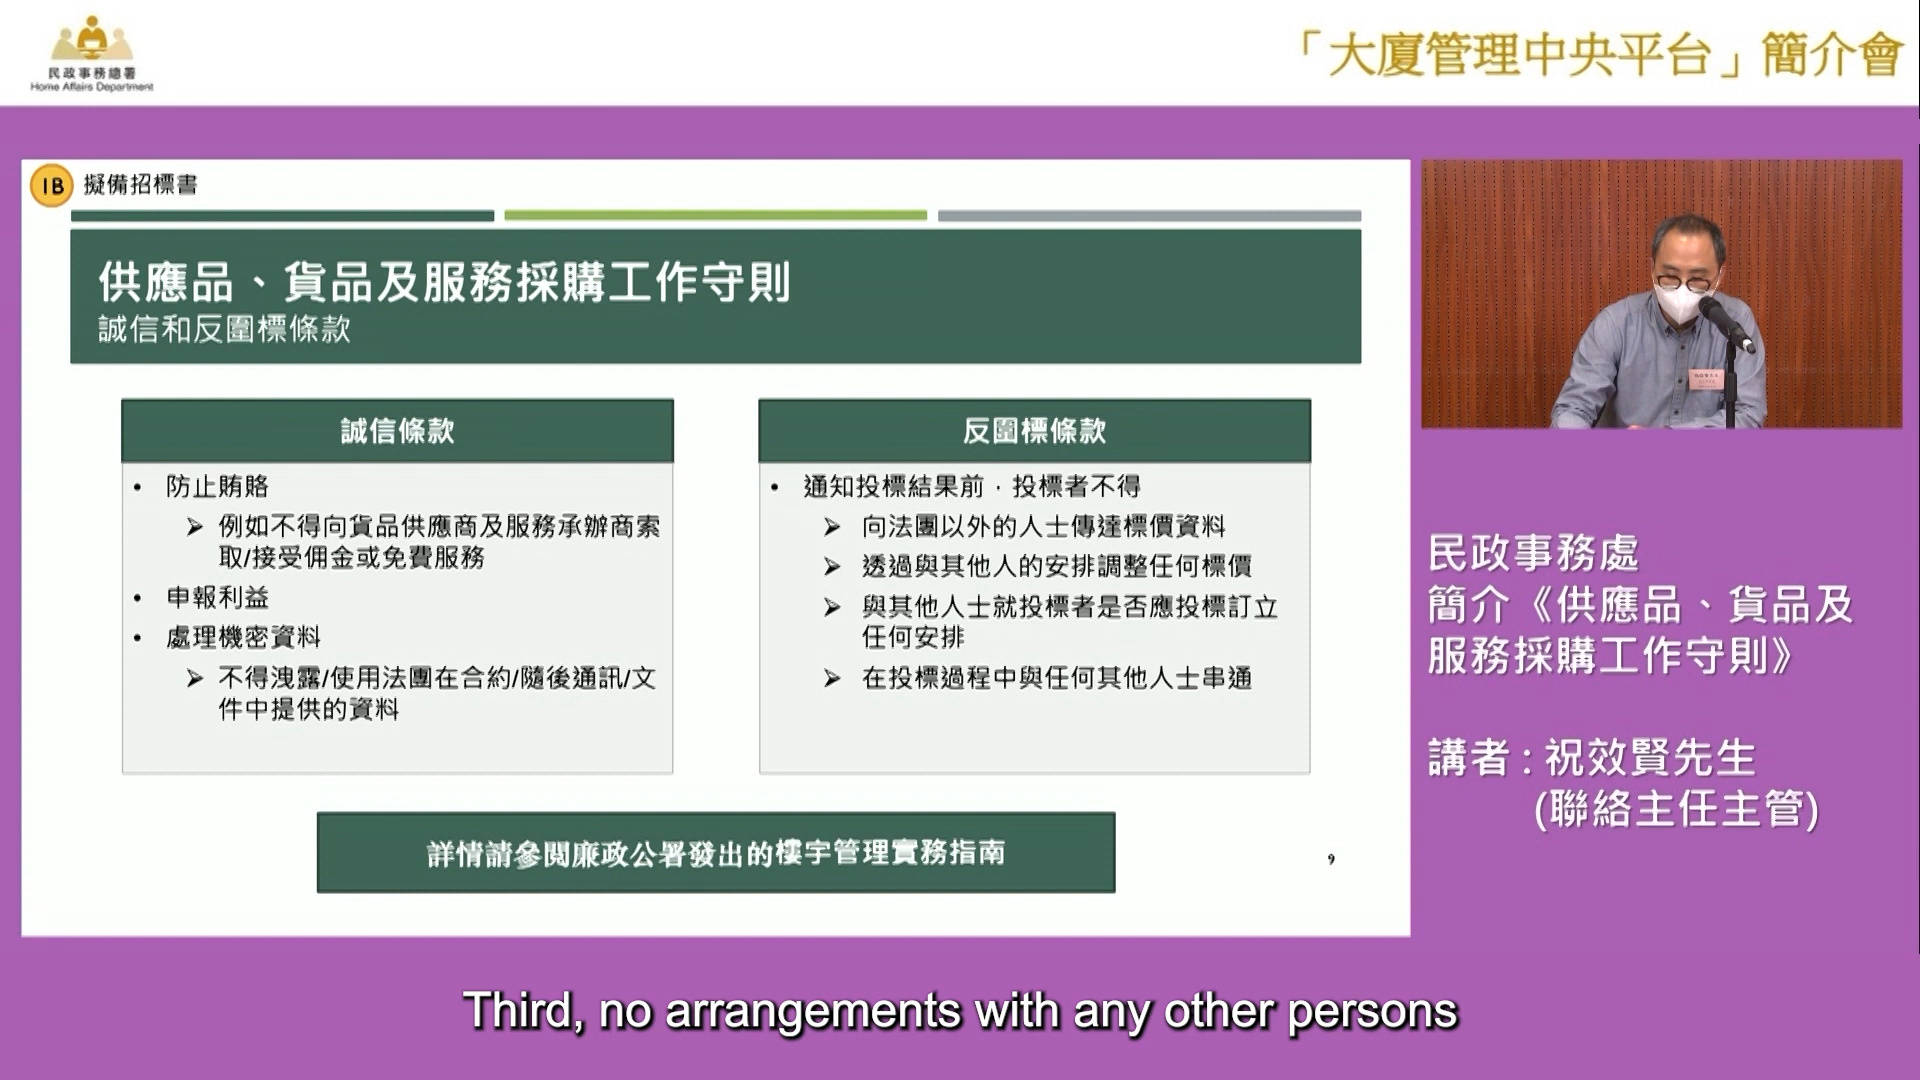 民政事務總署
Home Affairs Department
「大廈管理中央平台」簡介會
1B 擬備招標書
供應品、貨品及服務採購工作守則
誠信和反圍標條款
誠信條款
• 防止賄賂
➢ 例如不得向貨品供應商及服務承辦商索
取/接受佣金或免費服務
• 申報利益
• 處理機密資料
➢ 不得洩露/使用法團在合約/隨後通訊/文
件中提供的資料
反圍標條款
• 通知投標結果前，投標者不得
➢ 向法團以外的人士傳達標價資料
➢ 透過與其他人的安排調整任何標價
➢ 與其他人士就投標者是否應投標訂立
任何安排
➢ 在投標過程中與任何其他人士串通
詳情請參閱廉政公署發出的樓宇管理實務指南
9
民政事務處
簡介《供應品、貨品及
服務採購工作守則》
講者 : 祝效賢先生
(聯絡主任主管)
Third, no arrangements with any other persons